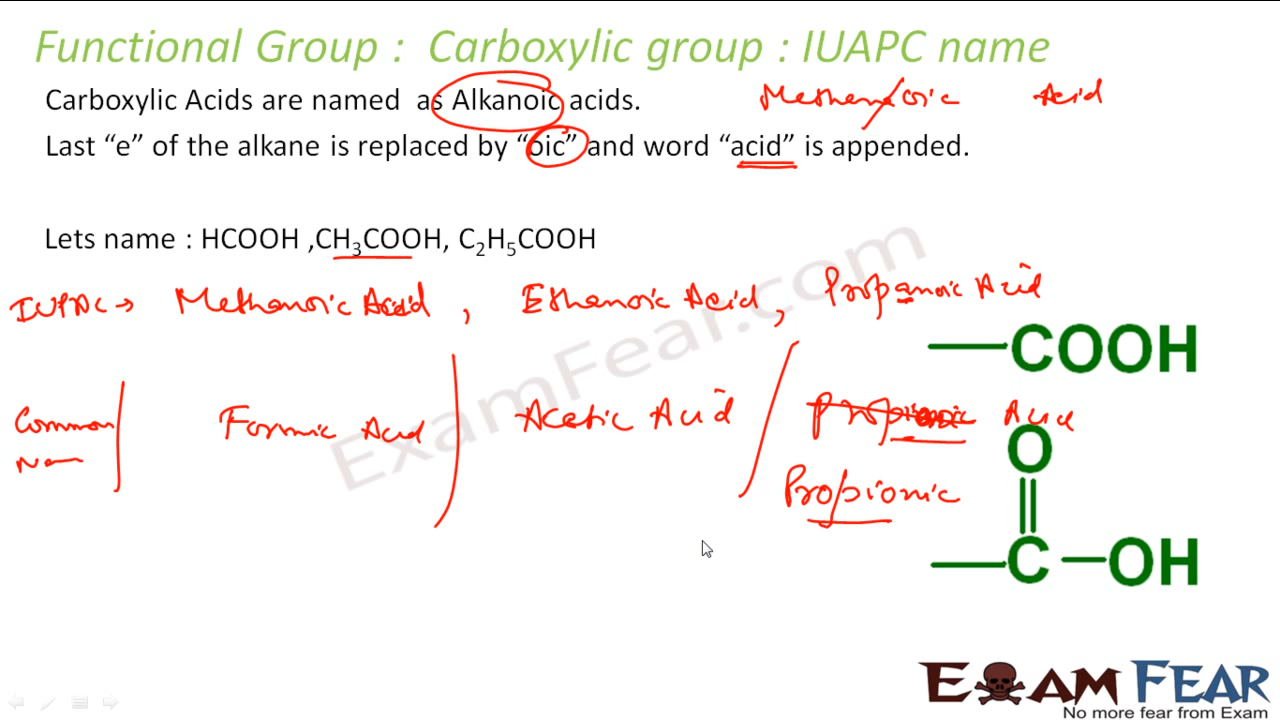 Functional Group : Carboxylic group : IUAPC name
Carboxylic Acids are named as Alkanoic acids.
Methane/oic Acid
Last “e” of the alkane is replaced by “oic” and word “acid” is appended.
Lets name : HCOOH ,CH₃COOH, C₂H₅COOH
IUPAC → Methanoic Acid , Ethanoic Acid , Propanoic Acid
—COOH
Common Formic Acid Acetic Acid Acid
O
Propionic
C—OH
ExamFear.com
EXAM FEAR
No more fear from Exam